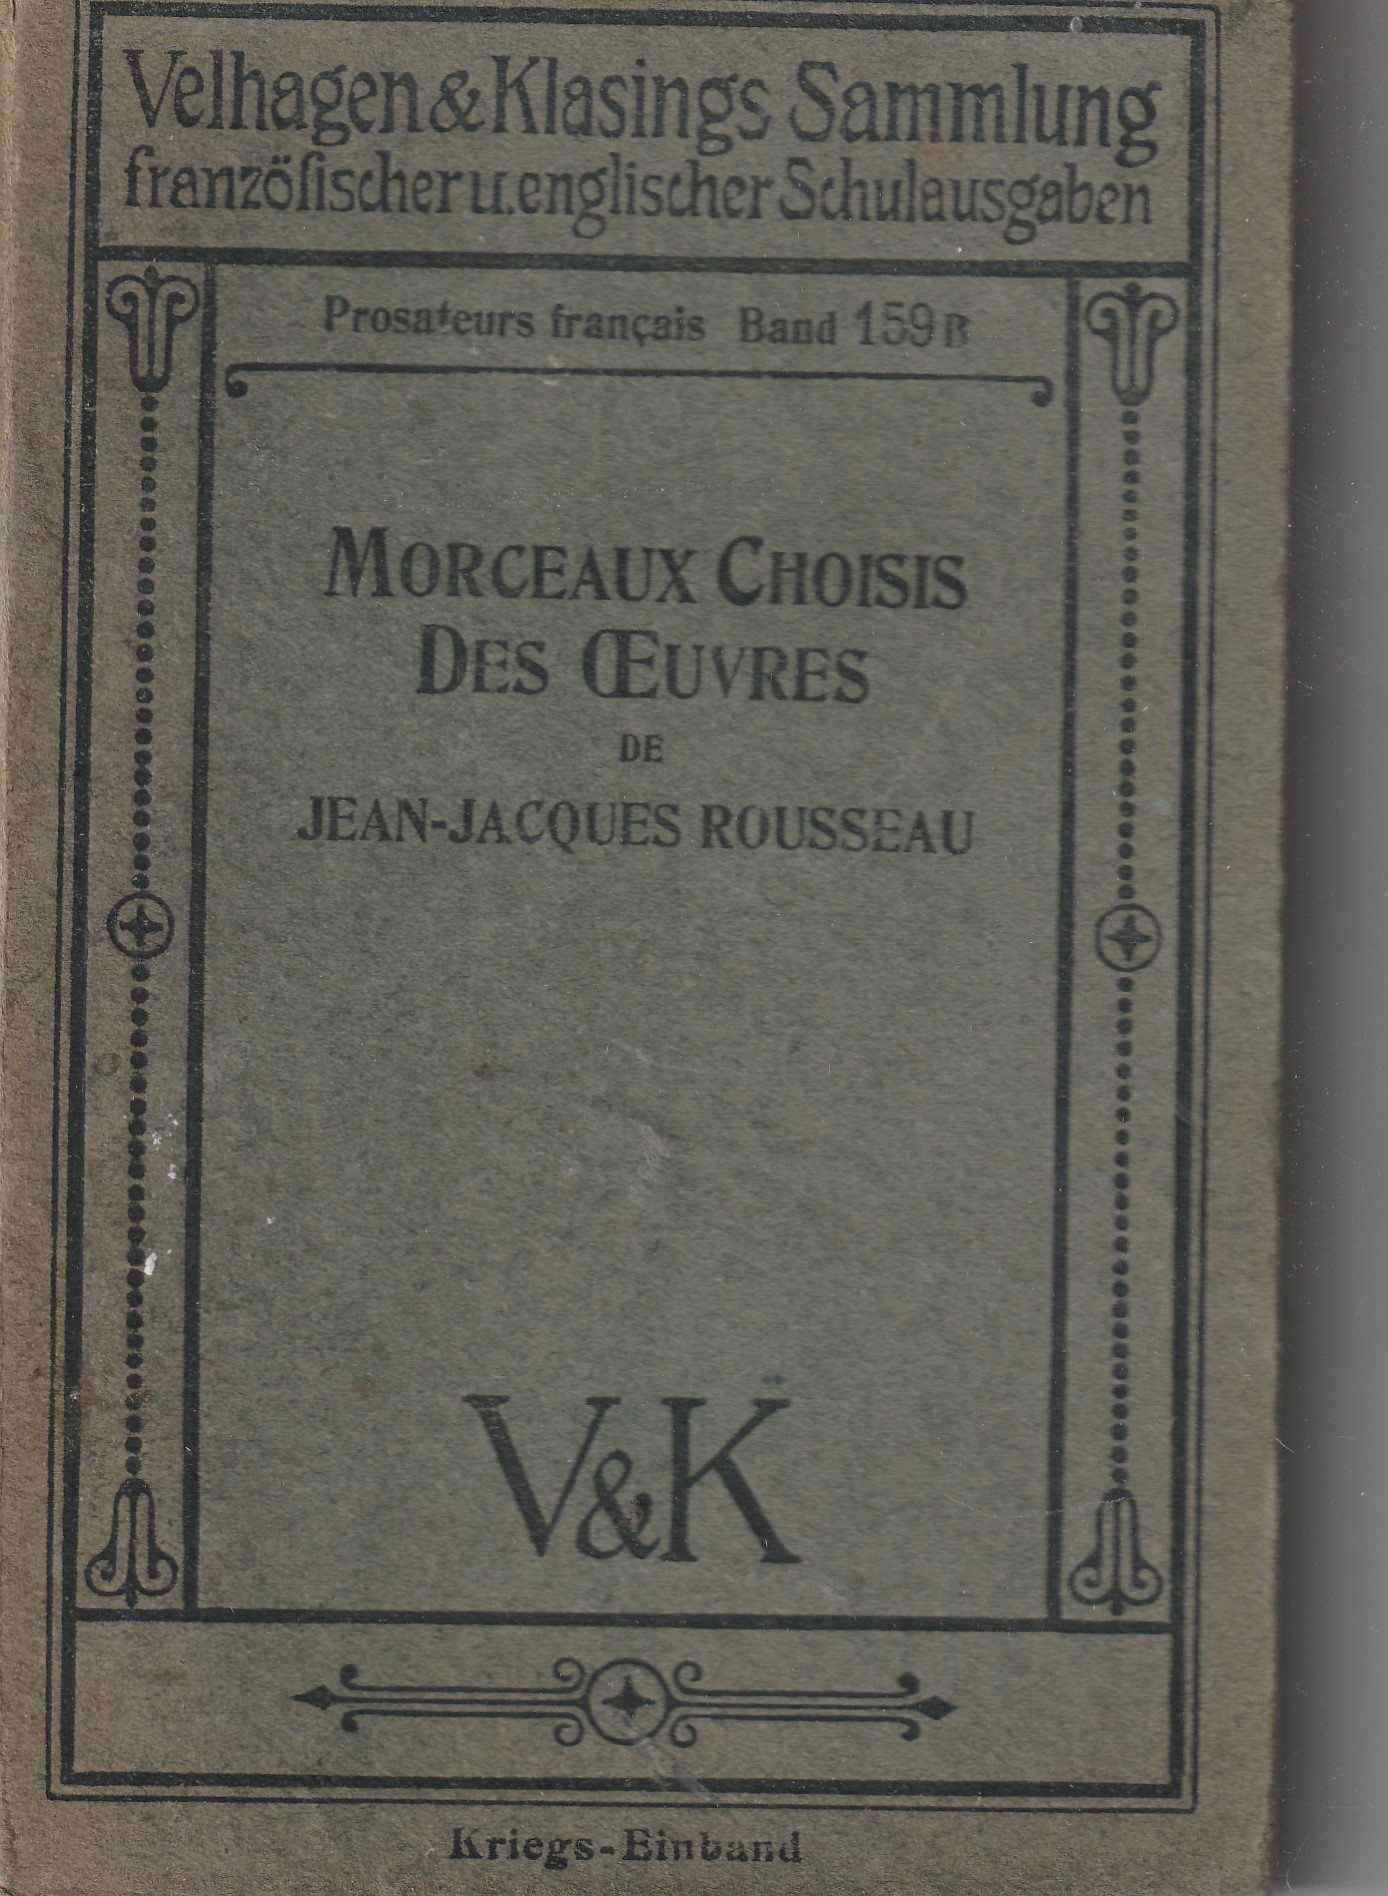 Velhagen & Klasings Sammlung
franzöſischer u. englischer Schulausgaben
Prosateurs français Band 159 B
MORCEAUX CHOISIS
DES ŒUVRES
DE
JEAN-JACQUES ROUSSEAU
V&K
Kriegs-Einband